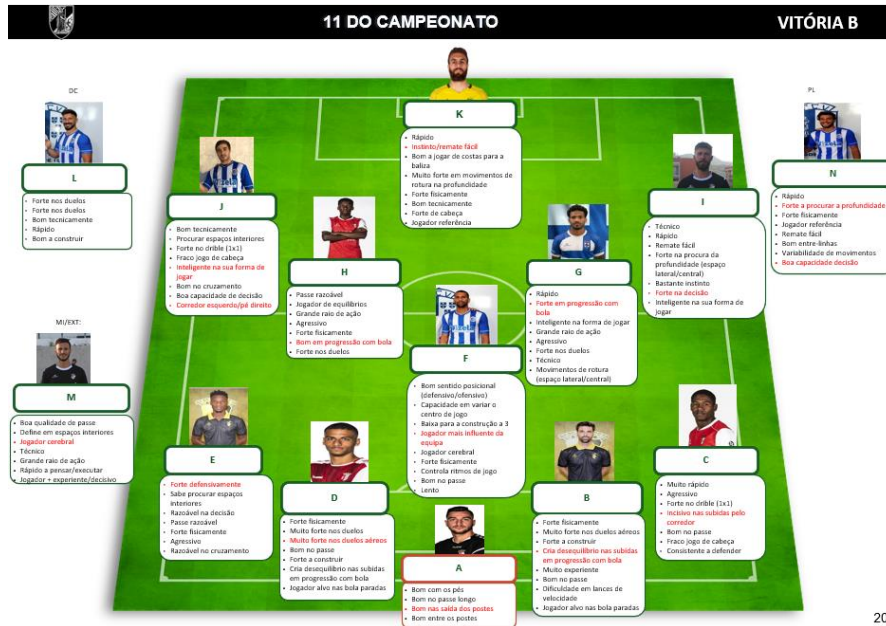 11 DO CAMPEONATO
VITÓRIA B
DC
L
Forte nos duelos
Forte nos duelos
Bom tecnicamente
Rápido
Bom a construir
K
Rápido
Instinto/remate fácil
Bom a jogar de costas para a
baliza
Muito forte em movimentos de
rotura na profundidade
Forte fisicamente
Bom tecnicamente
Forte de cabeça
Jogador referência
PL
N
Rápido
Forte a procurar a profundidade
Forte fisicamente
Jogador referência
Remate fácil
Bom entre-linhas
Variabilidade de movimentos
Boa capacidade decisão
J
Bom tecnicamente
Procurar espaços interiores
Forte no drible (1x1)
Fraco jogo de cabeça
Inteligente na sua forma de
jogar
Bom no cruzamento
Boa capacidade de decisão
Corredor esquerdo/pé direito
I
Técnico
Rápido
Remate fácil
Forte na procura da
profundidade (espaço
lateral/central)
Bastante instinto
Forte na decisão
Inteligente na sua forma de
jogar
H
Passe razoável
Jogador de equilíbrios
Grande raio de ação
Agressivo
Forte fisicamente
Bom em progressão com bola
Forte nos duelos
G
Rápido
Forte em progressão com
bola
Inteligente na forma de jogar
Grande raio de ação
Agressivo
Forte nos duelos
Técnico
Movimentos de rotura
(espaço lateral/central)
MI/EXT:
M
Boa qualidade de passe
Define em espaços interiores
Jogador cerebral
Técnico
Grande raio de ação
Rápido a pensar/executar
Jogador + experiente/decisivo
F
Bom sentido posicional
(defensivo/ofensivo)
Capacidade em variar o
centro de jogo
Baixa para a construção a 3
Jogador mais influente da
equipa
Jogador cerebral
Forte fisicamente
Controla ritmos de jogo
Bom no passe
Lento
E
Forte defensivamente
Sabe procurar espaços
interiores
Razoável na decisão
Passe razoável
Forte fisicamente
Agressivo
Razoável no cruzamento
D
Forte fisicamente
Muito forte nos duelos
Muito forte nos duelos aéreos
Bom no passe
Forte a construir
Cria desequilíbrio nas subidas
em progressão com bola
Jogador alvo nas bola paradas
B
Forte fisicamente
Muito forte nos duelos aéreos
Forte a construir
Cria desequilíbrio nas subidas
em progressão com bola
Muito experiente
Bom no passe
Dificuldade em lances de
velocidade
Jogador alvo nas bola paradas
C
Muito rápido
Agressivo
Forte no drible (1x1)
Incisivo nas subidas pelo
corredor
Bom no passe
Fraco jogo de cabeça
Consistente a defender
A
Bom com os pés
Bom no passe longo
Bom nas saída dos postes
Bom entre os postes
20